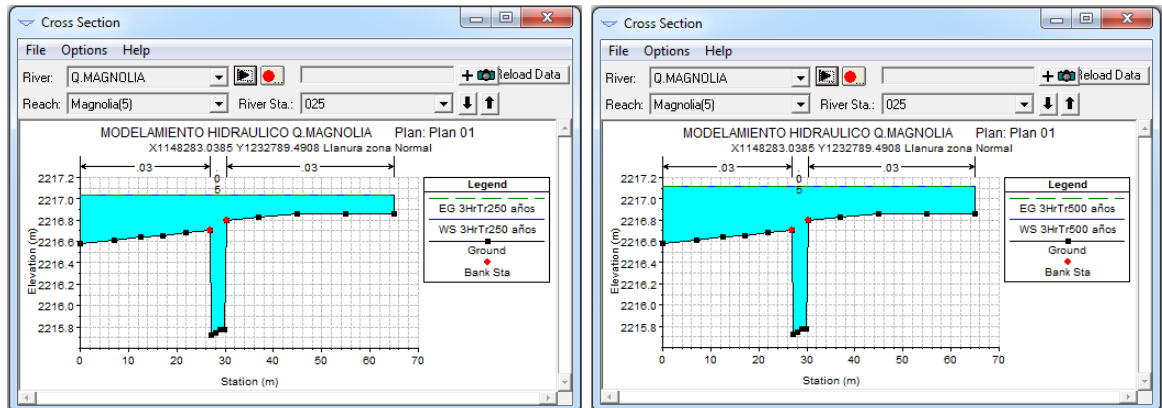 Cross Section
File Options Help
River: Q.MAGNOLIA
Reload Data
Reach: Magnolia(5) River Sta.: 025
MODELAMIENTO HIDRAULICO Q.MAGNOLIA Plan: Plan 01
X1148283.0385 Y1232789.4908 Llanura zona Normal
.03 .05 .03
2217.2
2217.0
2216.8
2216.6
2216.4
2216.2
2216.0
2215.8
Elevation (m)
0 10 20 30 40 50 60 70
Station (m)
Legend
EG 3HrTr250 años
WS 3HrTr250 años
Ground
Bank Sta
Cross Section
File Options Help
River: Q.MAGNOLIA
Reload Data
Reach: Magnolia(5) River Sta.: 025
MODELAMIENTO HIDRAULICO Q.MAGNOLIA Plan: Plan 01
X1148283.0385 Y1232789.4908 Llanura zona Normal
.03 .05 .03
2217.2
2217.0
2216.8
2216.6
2216.4
2216.2
2216.0
2215.8
Elevation (m)
0 10 20 30 40 50 60 70
Station (m)
Legend
EG 3HrTr500 años
WS 3HrTr500 años
Ground
Bank Sta